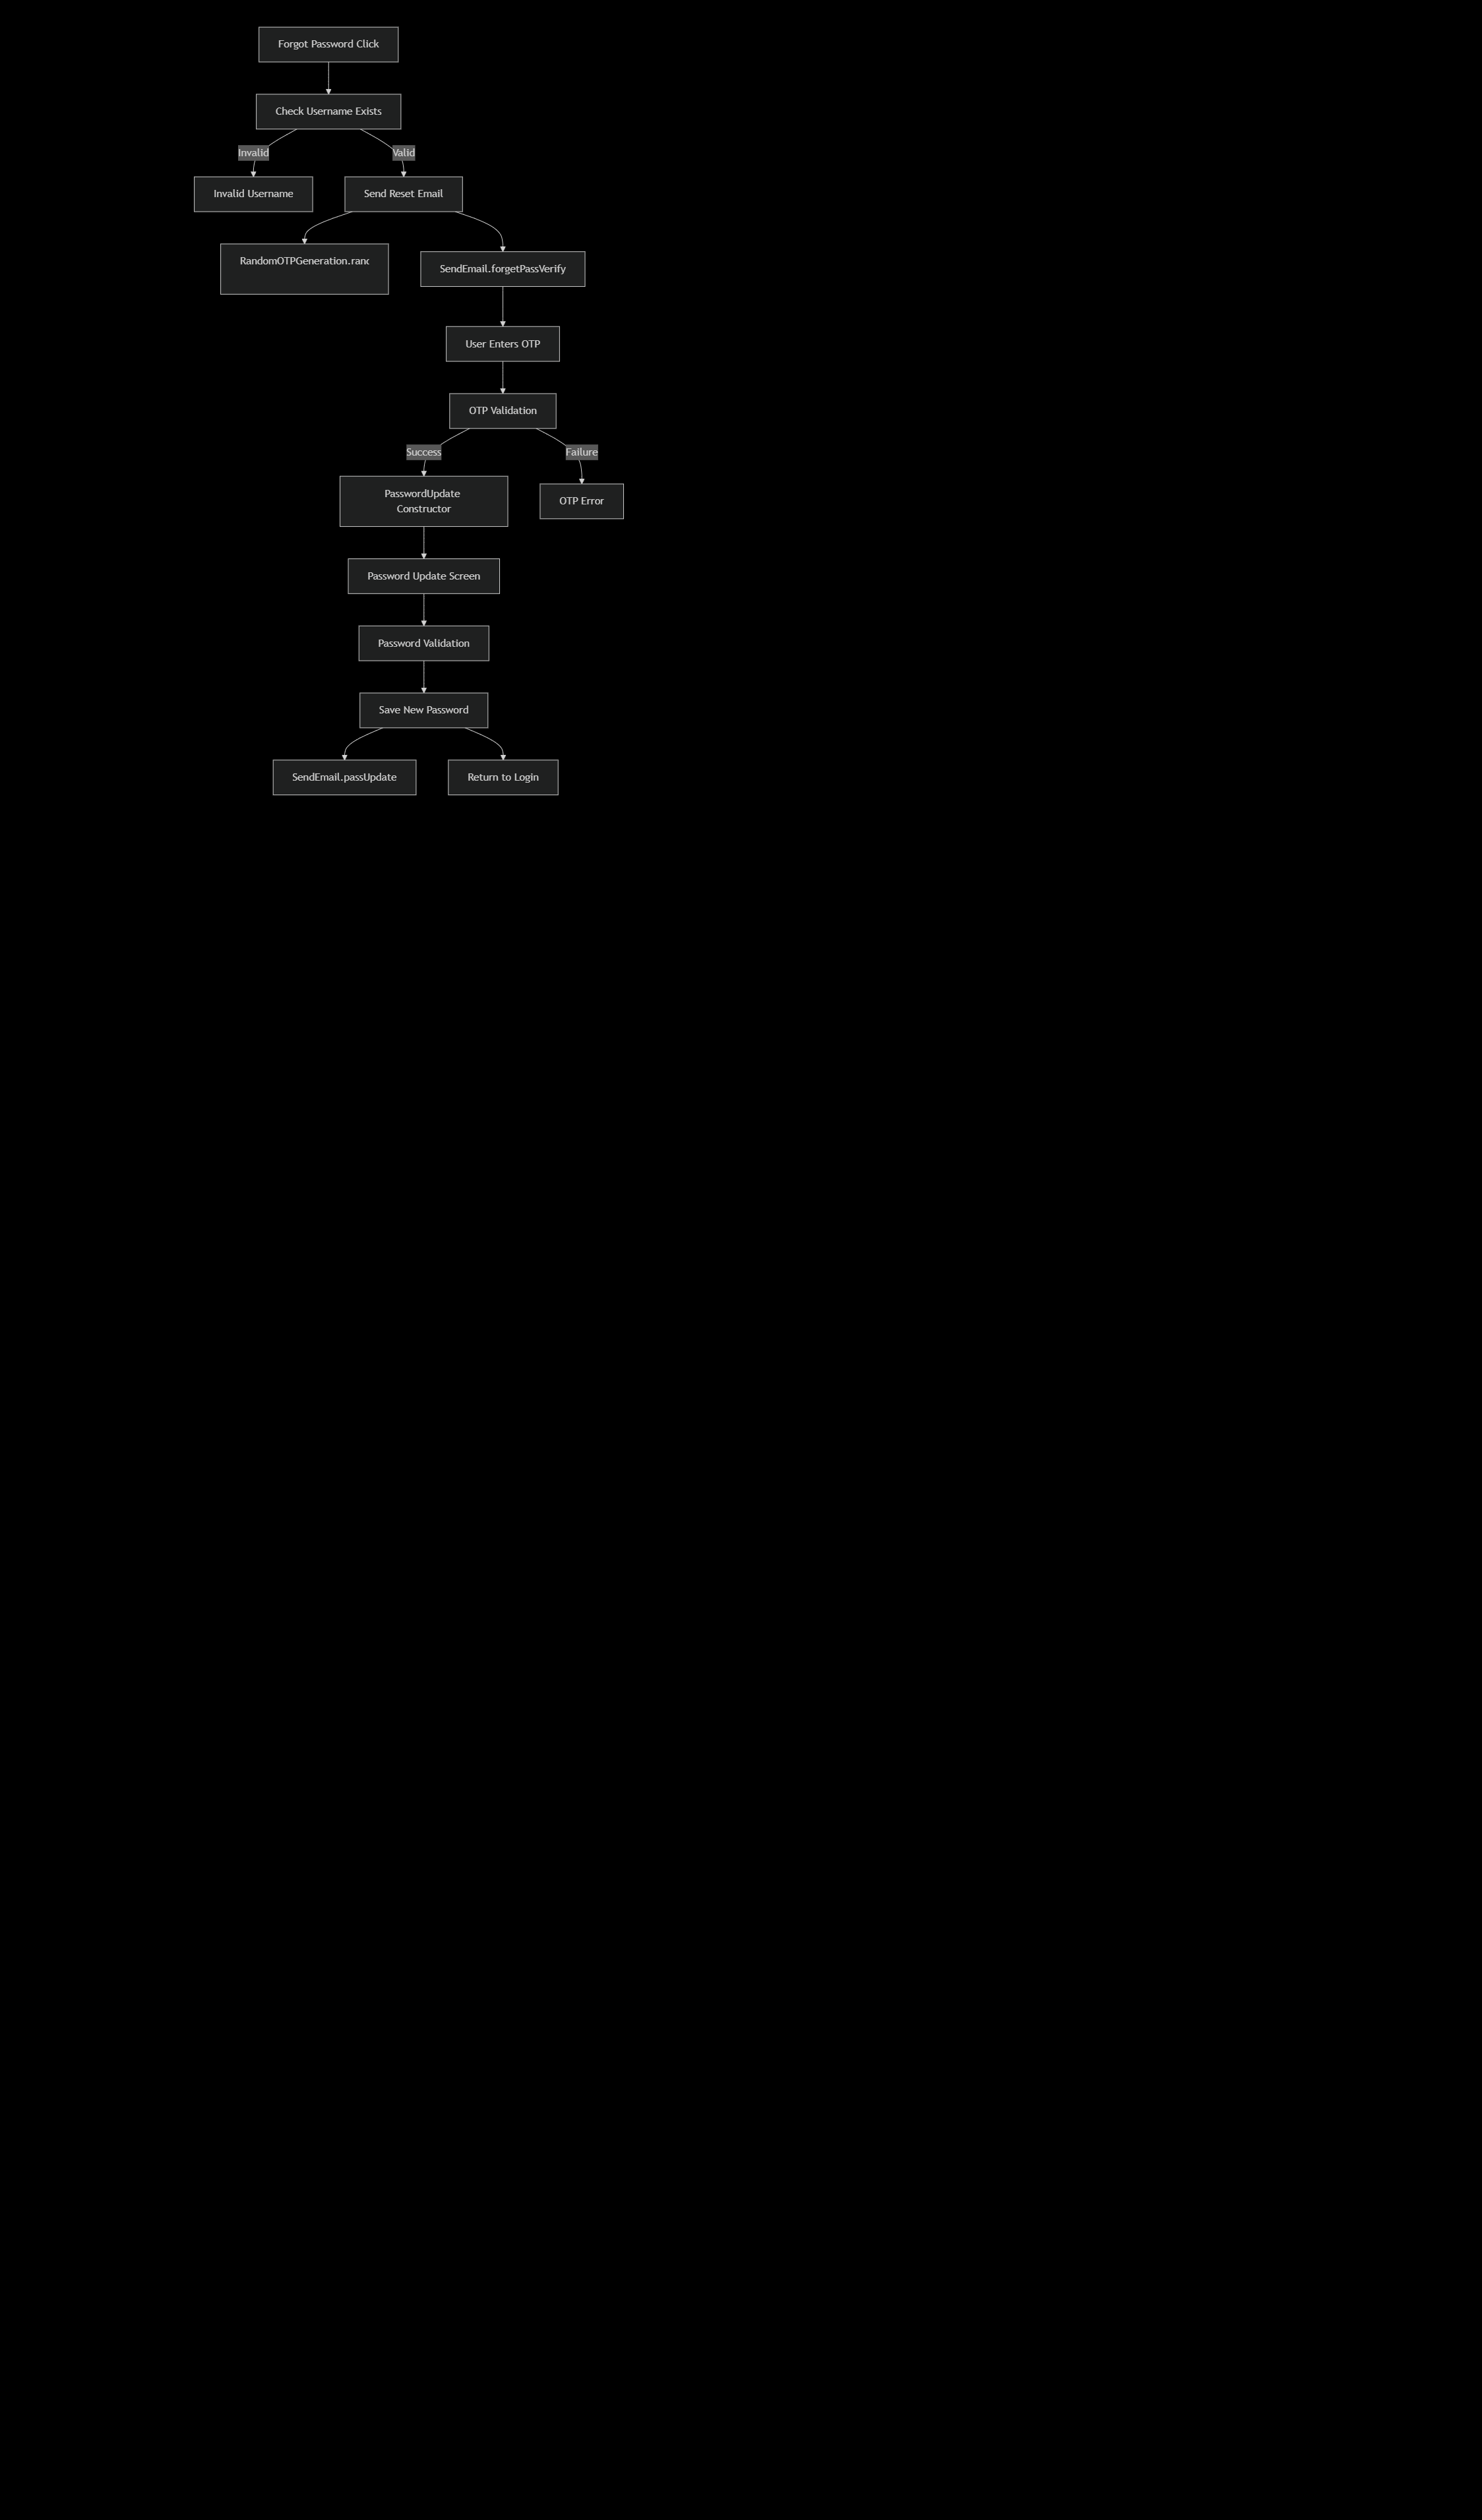 Forgot Password Click
Check Username Exists
Invalid
Valid
Invalid Username
Send Reset Email
RandomOTPGeneration.ranc
SendEmail.forgetPassVerify
User Enters OTP
OTP Validation
Success
Failure
PasswordUpdate
Constructor
OTP Error
Password Update Screen
Password Validation
Save New Password
SendEmail.passUpdate
Return to Login